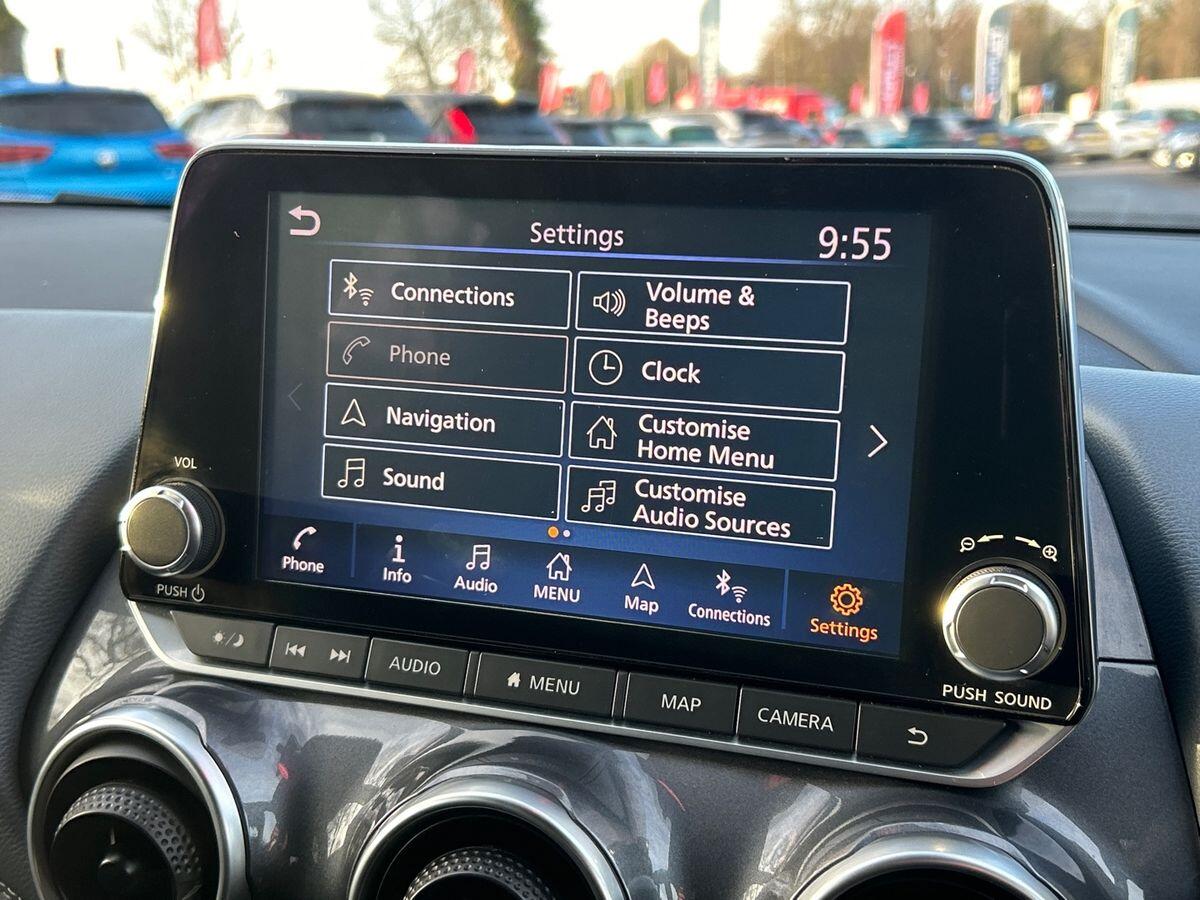 Settings
9:55
Connections
Volume &
Beeps
Phone
Clock
Navigation
Customise
Home Menu
Sound
Customise
Audio Sources
VOL
PUSH
Phone
Info
Audio
MENU
Map
Connections
Settings
PUSH SOUND
AUDIO
MENU
MAP
CAMERA